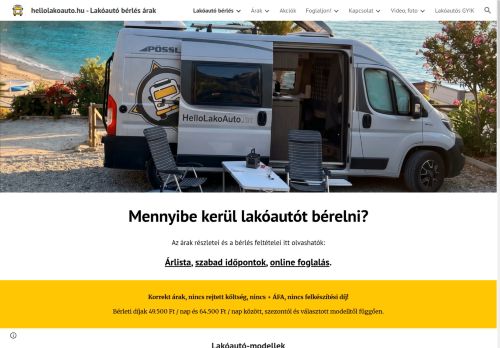 hellolakoauto.hu - Lakóautó bérlés árak
Lakóautó bérlés Árak Akciók Foglaljon! Kapcsolat Videó, fotó Lakóautós GYIK
PÖSSL
HelloLakoAuto.hu
Mennyibe kerül lakóautót bérelni?
Az árak részletei és a bérlés feltételei itt olvashatók:
Árlista, szabad időpontok, online foglalás.
Korrekt árak, nincs rejtett költség, nincs + ÁFA, nincs felkészítési díj!
Bérleti díjak 49.500 Ft / nap és 64.500 Ft / nap között, szezontól és választott modelltől függően.
Lakóautó-modellek